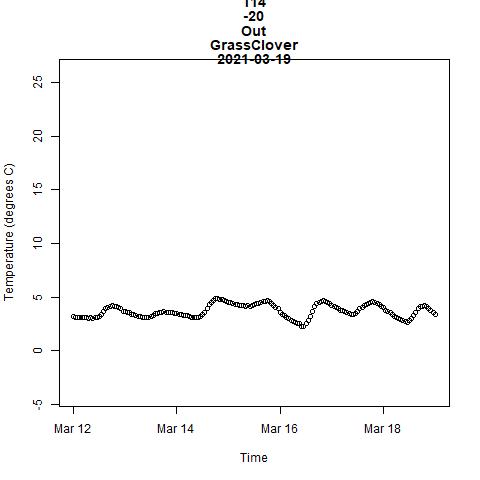 T14
-20
Out
GrassClover
2021-03-19
25
20
15
10
5
0
-5
Temperature (degrees C)
Mar 12
Mar 14
Mar 16
Mar 18
Time